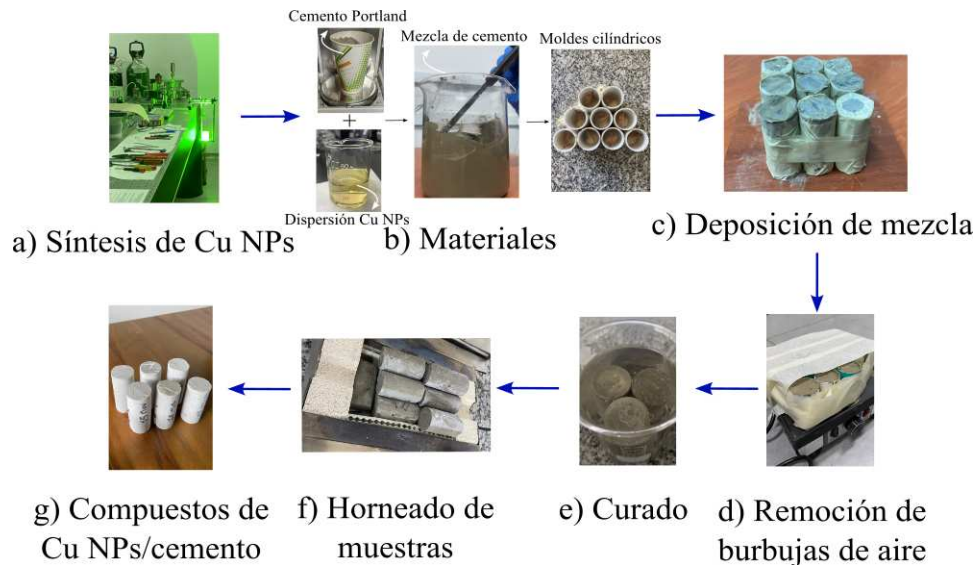 Cemento Portland
Mezcla de cemento
Moldes cilíndricos
+
Dispersión Cu NPs
a) Síntesis de Cu NPs
b) Materiales
c) Deposición de mezcla
d) Remoción de
burbujas de aire
e) Curado
f) Horneado de
muestras
g) Compuestos de
Cu NPs/cemento